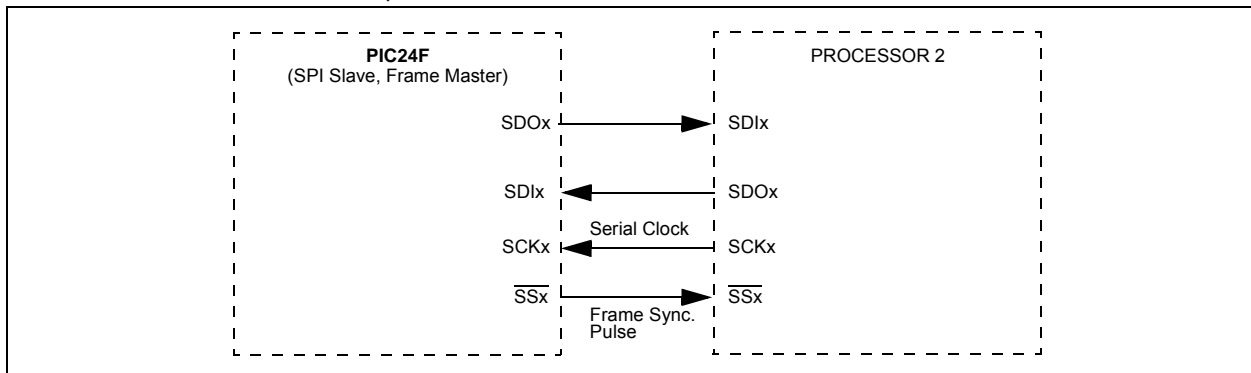 PIC24F
(SPI Slave, Frame Master)
PROCESSOR 2
SDOx
SDIx
SDIx
SDOx
Serial Clock
SCKx
SCKx
SSx
SSx
Frame Sync.
Pulse